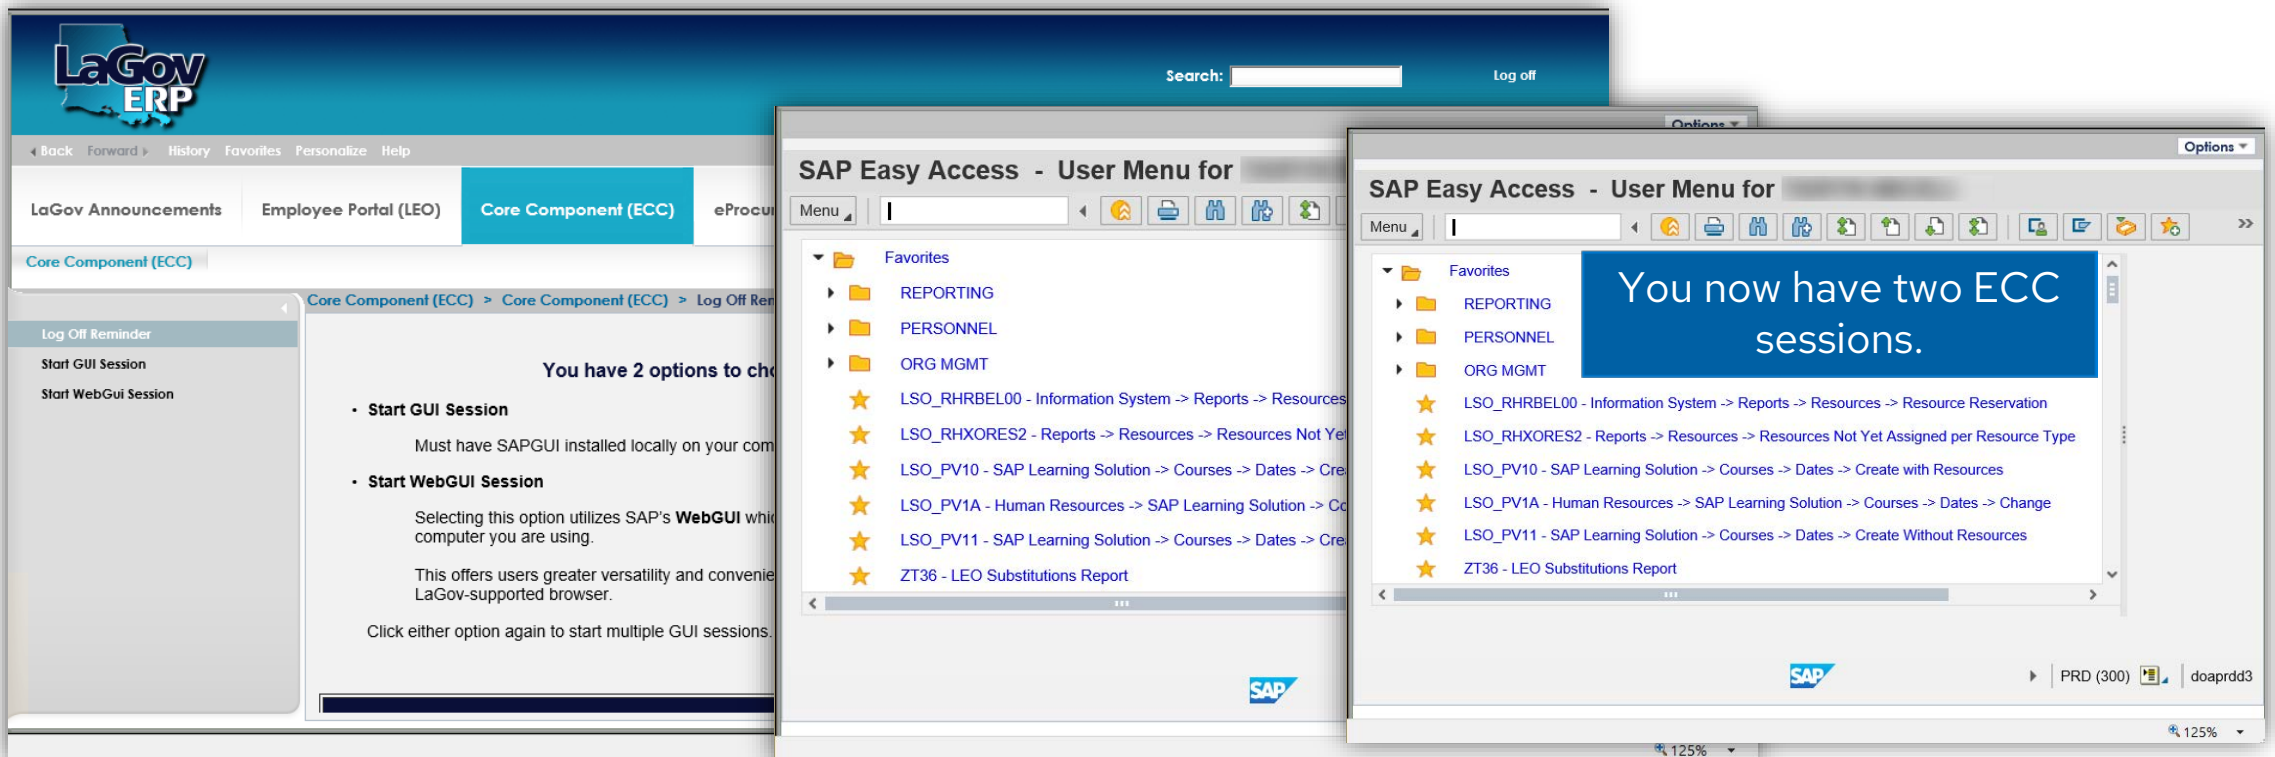 LaGov
ERP
Search:
Log off
Back Forward History Favorites Personalize Help
LaGov Announcements
Employee Portal (LEO)
Core Component (ECC)
eProcu
Core Component (ECC)
Core Component (ECC) > Core Component (ECC) > Log Off Ren
Log Off Reminder
Start GUI Session
Start WebGui Session
You have 2 options to cho
• Start GUI Session
Must have SAPGUI installed locally on your com
• Start WebGUI Session
Selecting this option utilizes SAP's WebGUI whic
computer you are using.
This offers users greater versatility and convenie
LaGov-supported browser.
Click either option again to start multiple GUI sessions.
Options
SAP Easy Access - User Menu for
Menu
Favorites
REPORTING
PERSONNEL
ORG MGMT
LSO_RHRBEL00 - Information System -> Reports -> Resources
LSO_RHXORES2 - Reports -> Resources -> Resources Not Yet
LSO_PV10 - SAP Learning Solution -> Courses -> Dates -> Cre
LSO_PV1A - Human Resources -> SAP Learning Solution -> Co
LSO_PV11 - SAP Learning Solution -> Courses -> Dates -> Cre
ZT36 - LEO Substitutions Report
SAP
125%
Options
SAP Easy Access - User Menu for
Menu
Favorites
REPORTING
PERSONNEL
ORG MGMT
You now have two ECC
sessions.
LSO_RHRBEL00 - Information System -> Reports -> Resources -> Resource Reservation
LSO_RHXORES2 - Reports -> Resources -> Resources Not Yet Assigned per Resource Type
LSO_PV10 - SAP Learning Solution -> Courses -> Dates -> Create with Resources
LSO_PV1A - Human Resources -> SAP Learning Solution -> Courses -> Dates -> Change
LSO_PV11 - SAP Learning Solution -> Courses -> Dates -> Create Without Resources
ZT36 - LEO Substitutions Report
SAP
PRD (300)
doaprdd3
125%